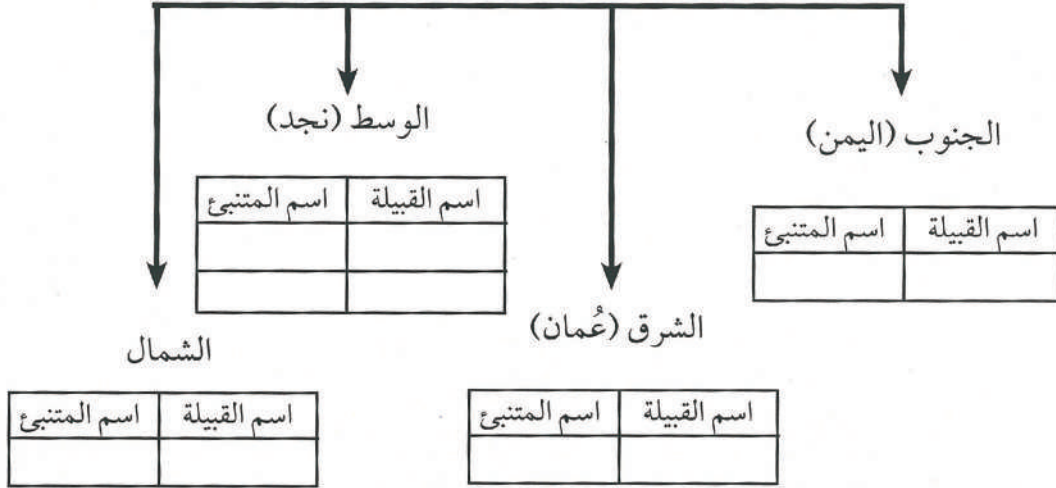 الوسط (نجد)
الجنوب (اليمن)
اسم القبيلة اسم المتنبئ
اسم القبيلة اسم المتنبئ
الشرق (عُمان)
الشمال
اسم القبيلة اسم المتنبئ
اسم القبيلة اسم المتنبئ